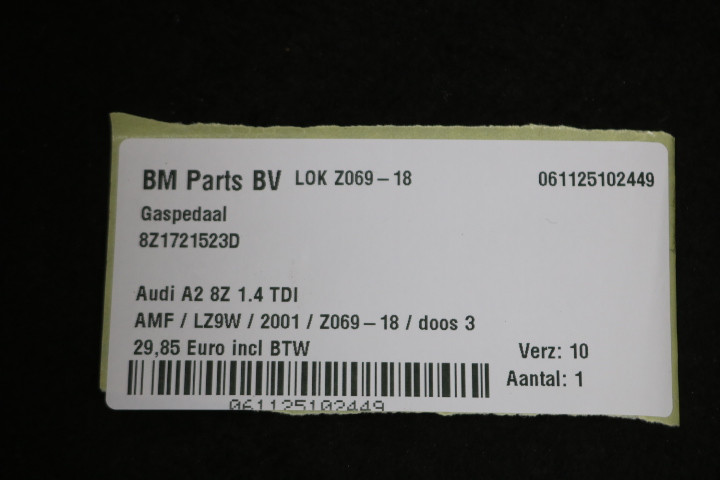 BM Parts BV LOK Z069-18 061125102449
Gaspedaal
8Z1721523D
Audi A2 8Z 1.4 TDI
AMF / LZ9W / 2001 / Z069-18 / doos 3
29,85 Euro incl BTW Verz: 10
Aantal: 1
061125102449